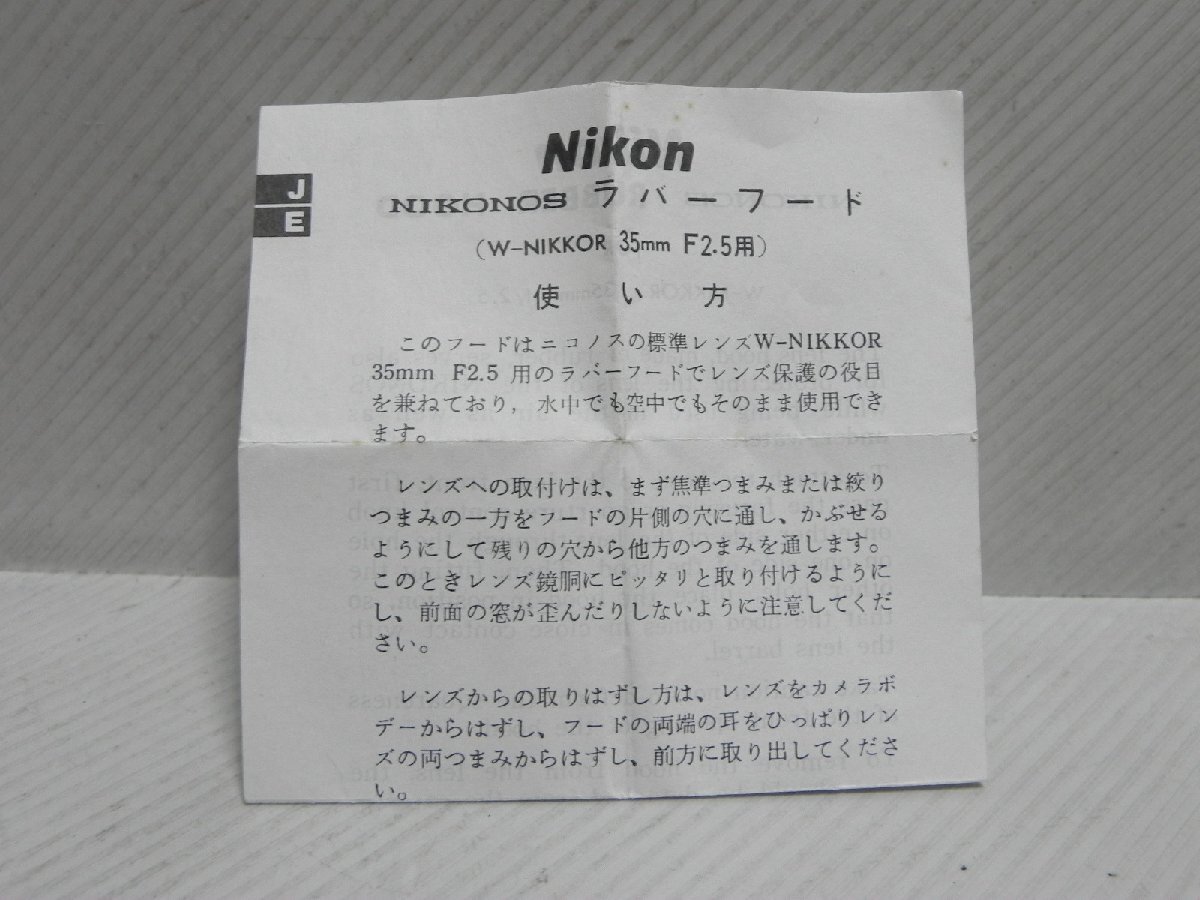 Nikon
J
E
NIKONOS ラバーフード
(W-NIKKOR 35mm F2.5用)
使い方
このフードはニコノスの標準レンズW-NIKKOR
35mm F2.5 用のラバーフードでレンズ保護の役目
を兼ねており，水中でも空中でもそのまま使用でき
ます。
レンズへの取付けは、まず焦準つまみまたは絞り
つまみの一方をフードの片側の穴に通し、かぶせる
ようにして残りの穴から他方のつまみを通します。
このときレンズ鏡胴にピッタリと取り付けるように
し、前面の窓が歪んだりしないように注意してくだ
さい。
レンズからの取りはずし方は、レンズをカメラボ
デーからはずし、フードの両端の耳をひっぱりレン
ズの両つまみからはずし、前方に取り出してくださ
い。